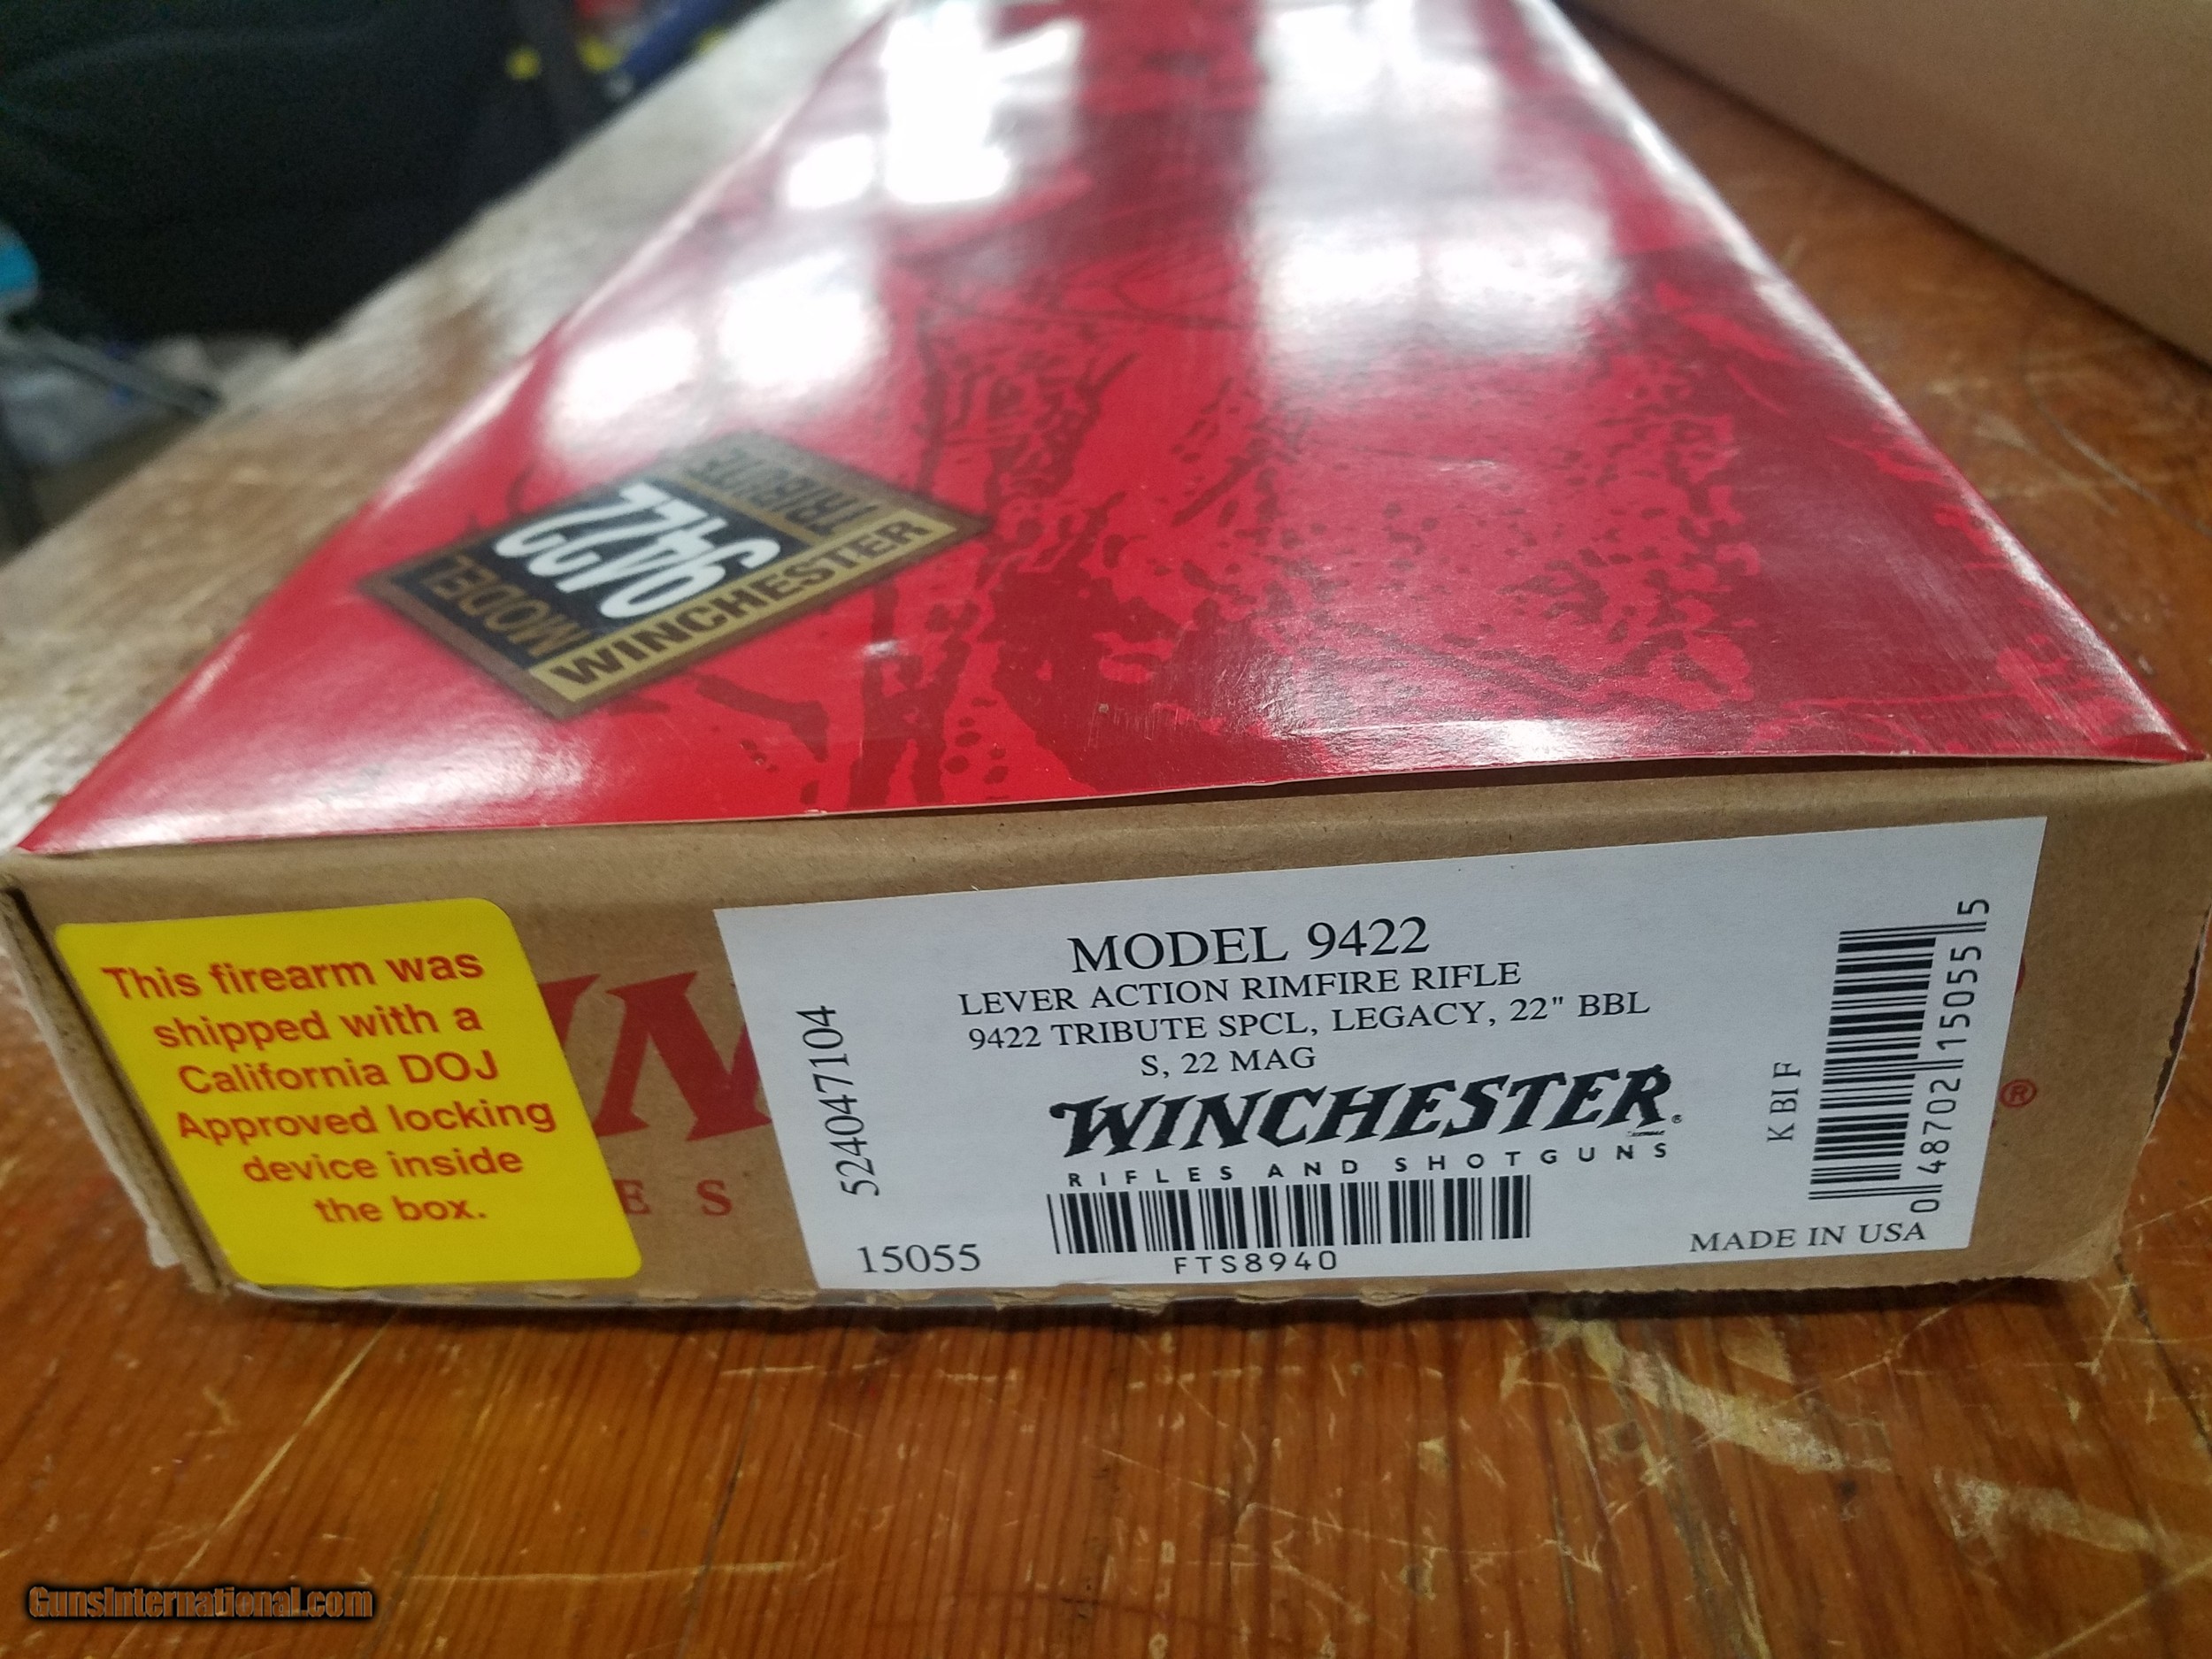 MODEL
9422
TRIBUTE
WINCHESTER
This firearm was
shipped with a
California DOJ
Approved locking
device inside
the box.
W
E S
®
524047104
15055
MODEL 9422
LEVER ACTION RIMFIRE RIFLE
9422 TRIBUTE SPCL, LEGACY, 22" BBL
S, 22 MAG
WINCHESTER®
RIFLES AND SHOTGUNS
FTS8940
KBIF
0 48702 15055 5
MADE IN USA
GunsInternational.com